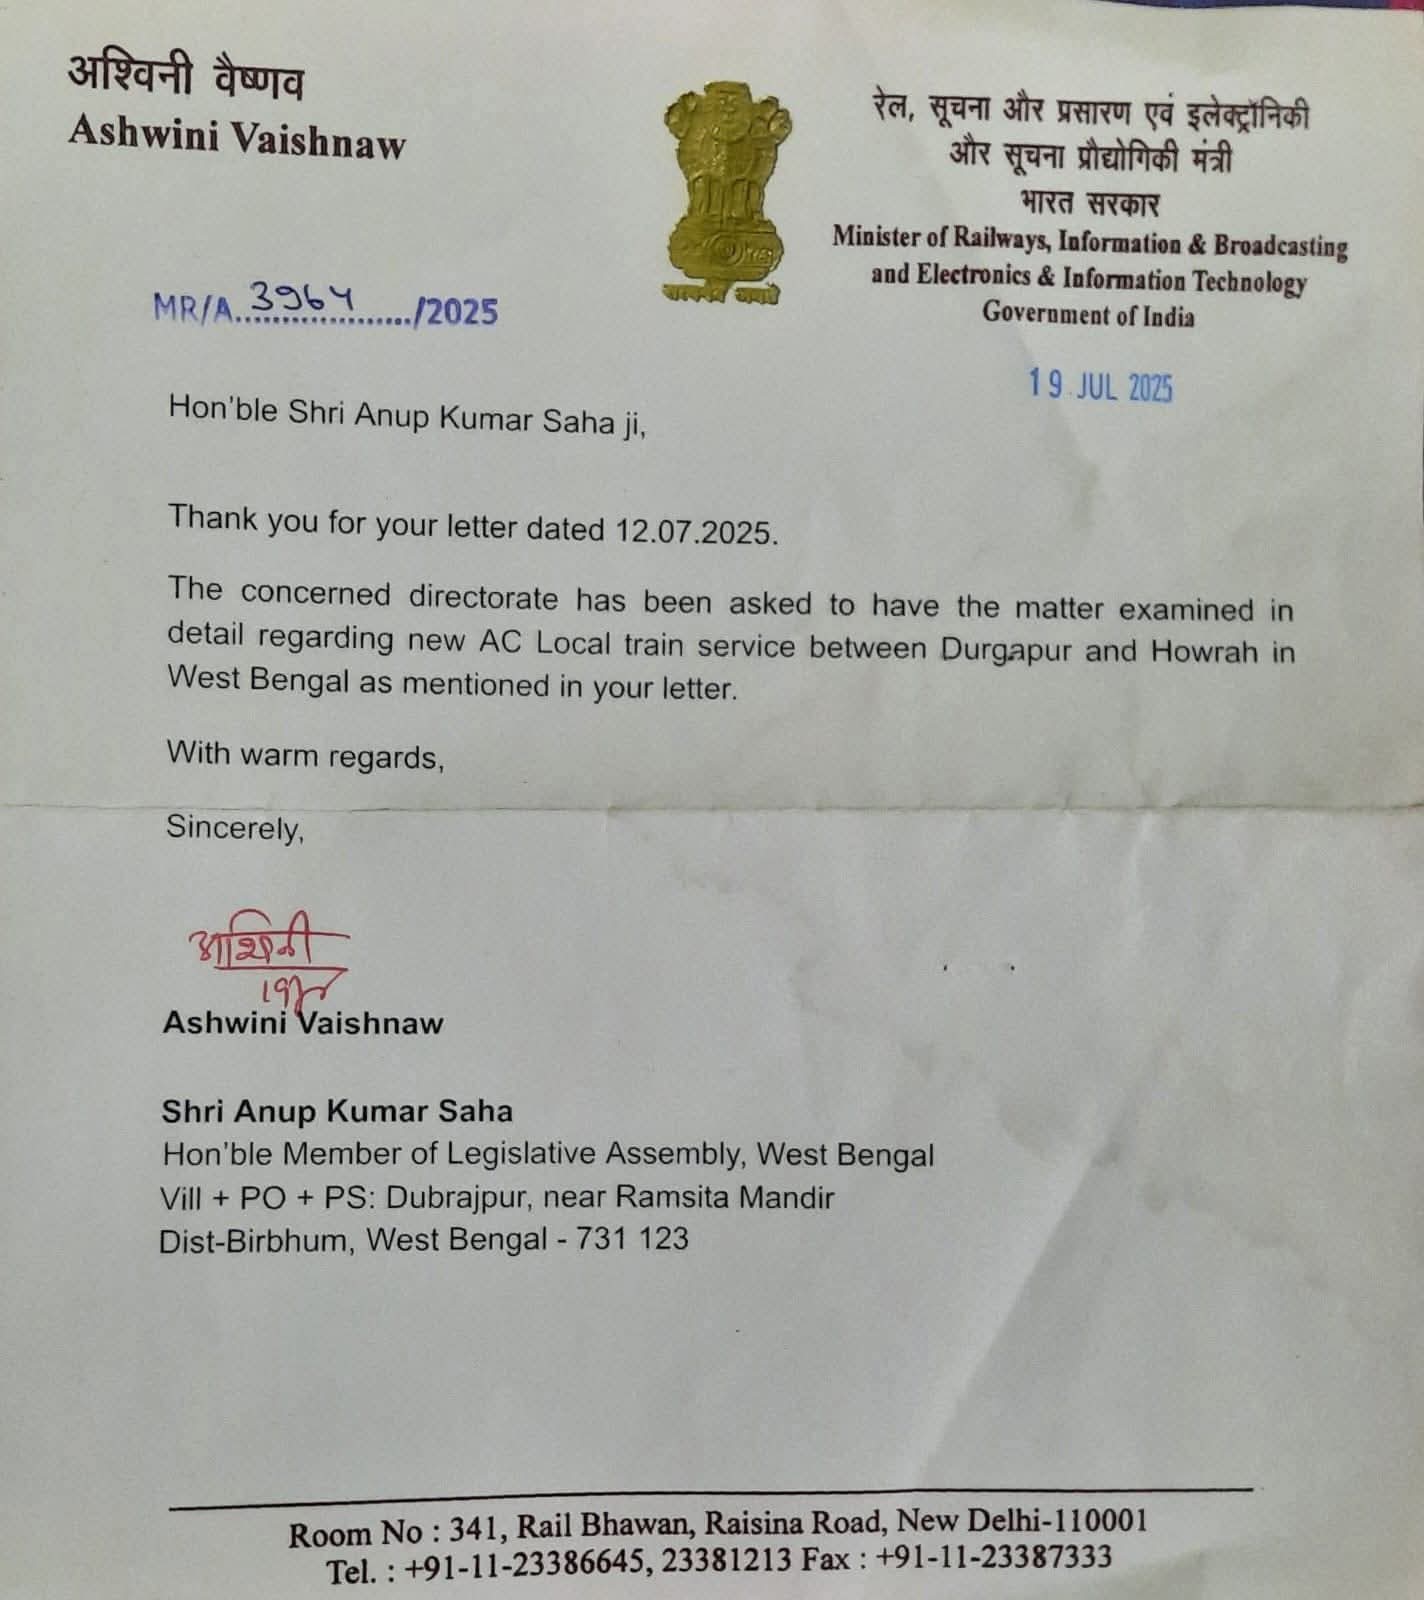 अश्विनी वैष्णव
Ashwini Vaishnaw
रेल, सूचना और प्रसारण एवं इलेक्ट्रॉनिकी
और सूचना प्रौद्योगिकी मंत्री
भारत सरकार
Minister of Railways, Information & Broadcasting
and Electronics & Information Technology
Government of India
सत्यमेव जयते
MR/A..3964../2025
19 JUL 2025
Hon'ble Shri Anup Kumar Saha ji,
Thank you for your letter dated 12.07.2025.
The concerned directorate has been asked to have the matter examined in
detail regarding new AC Local train service between Durgapur and Howrah in
West Bengal as mentioned in your letter.
With warm regards,
Sincerely,
अश्विनी
Ashwini Vaishnaw
Shri Anup Kumar Saha
Hon'ble Member of Legislative Assembly, West Bengal
Vill + PO + PS: Dubrajpur, near Ramsita Mandir
Dist-Birbhum, West Bengal - 731 123
Room No : 341, Rail Bhawan, Raisina Road, New Delhi-110001
Tel. : +91-11-23386645, 23381213 Fax : +91-11-23387333